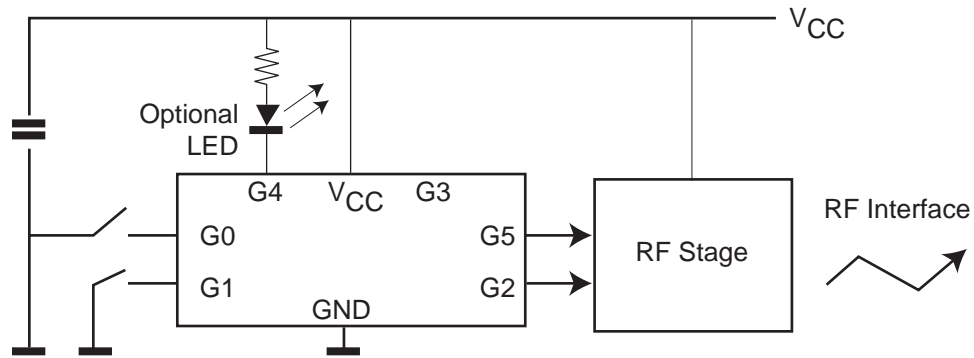 VCC
Optional
LED
G4
VCC
G3
G0
G5
G1
G2
GND
RF Stage
RF Interface